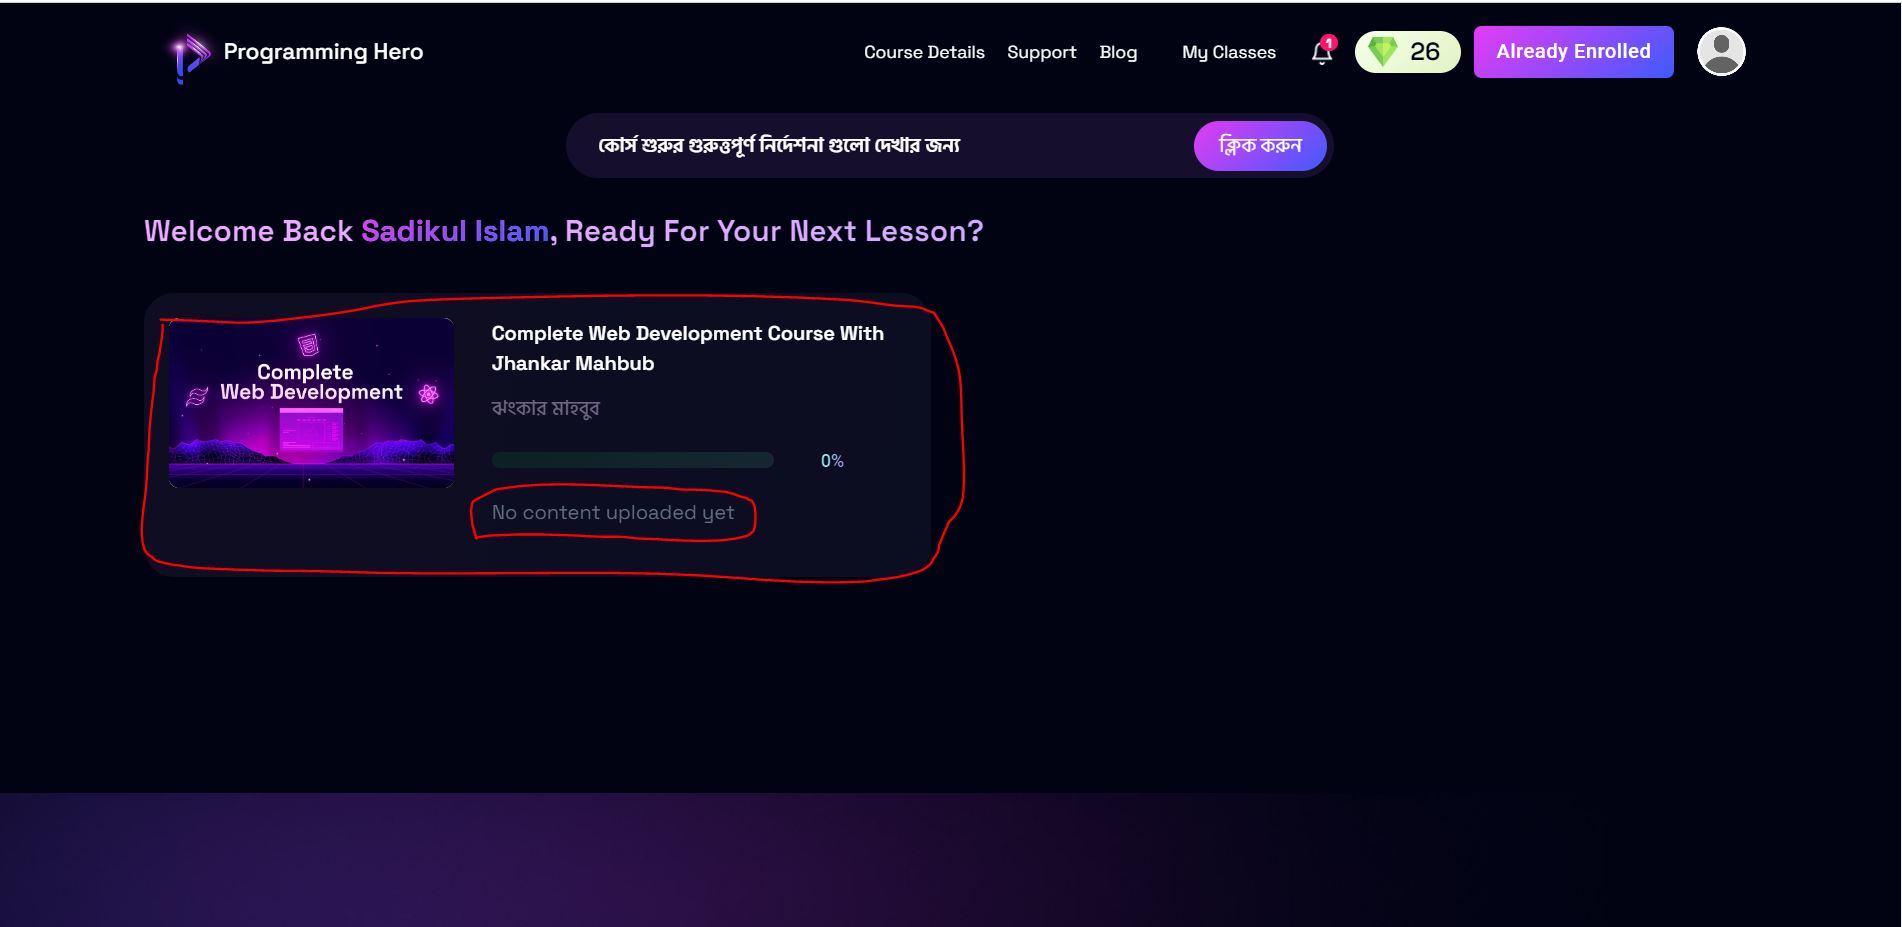 Programming Hero
Course Details Support Blog My Classes 1 26 Already Enrolled
কোর্স শুরুর গুরুত্বপূর্ণ নির্দেশনা গুলো দেখার জন্য ক্লিক করুন
Welcome Back Sadikul Islam, Ready For Your Next Lesson?
Complete
Web Development
Complete Web Development Course With
Jhankar Mahbub
ঝংকার মাহবুব
0%
No content uploaded yet